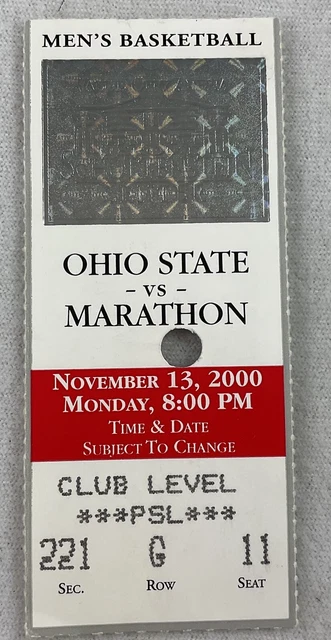 MEN'S BASKETBALL
OHIO STATE
- VS -
MARATHON
NOVEMBER 13, 2000
MONDAY, 8:00 PM
TIME & DATE
SUBJECT TO CHANGE
CLUB LEVEL
***PSL***
221 G 11
SEC. ROW SEAT